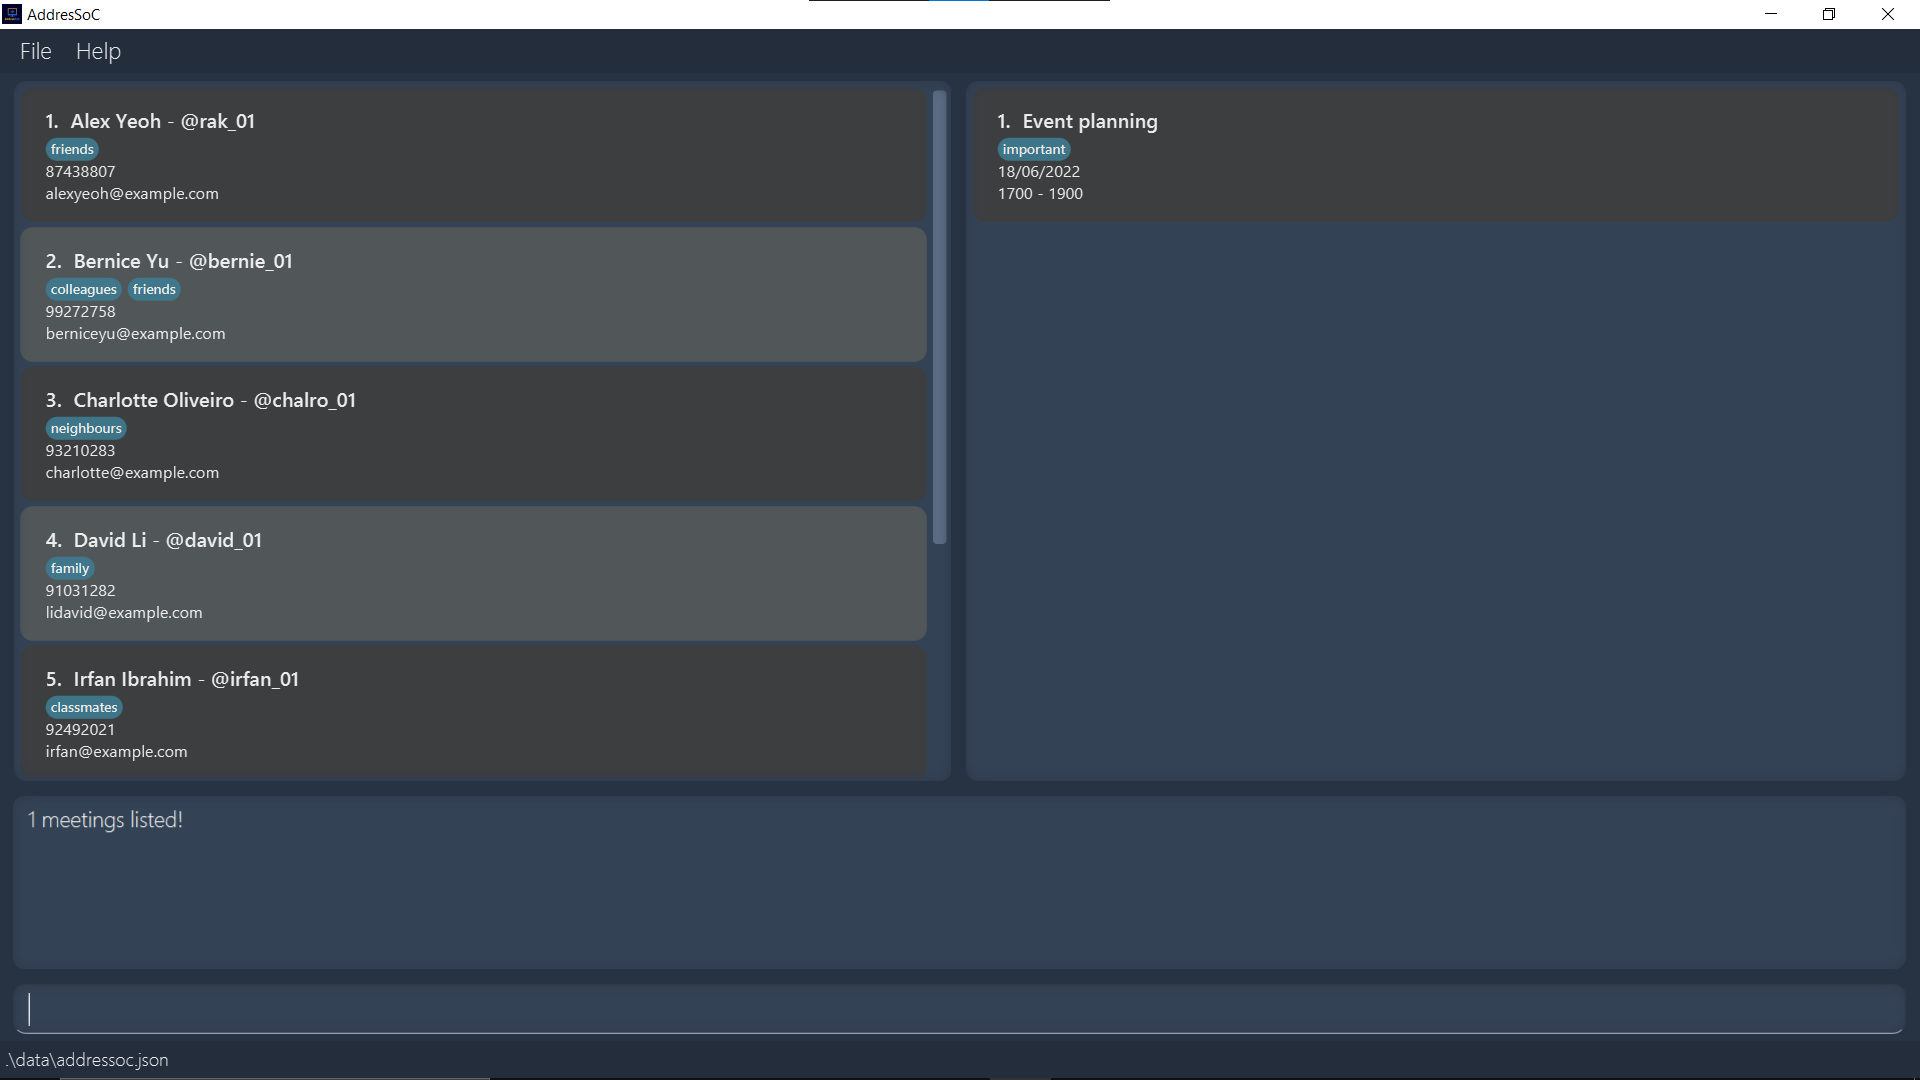 AddresSoC
File Help
1. Alex Yeoh - @rak_01
friends
87438807
alexyeoh@example.com
2. Bernice Yu - @bernie_01
colleagues friends
99272758
berniceyu@example.com
3. Charlotte Oliveiro - @chalro_01
neighbours
93210283
charlotte@example.com
4. David Li - @david_01
family
91031282
lidavid@example.com
5. Irfan Ibrahim - @irfan_01
classmates
92492021
irfan@example.com
1. Event planning
important
18/06/2022
1700 - 1900
1 meetings listed!
.\data\addressoc.json